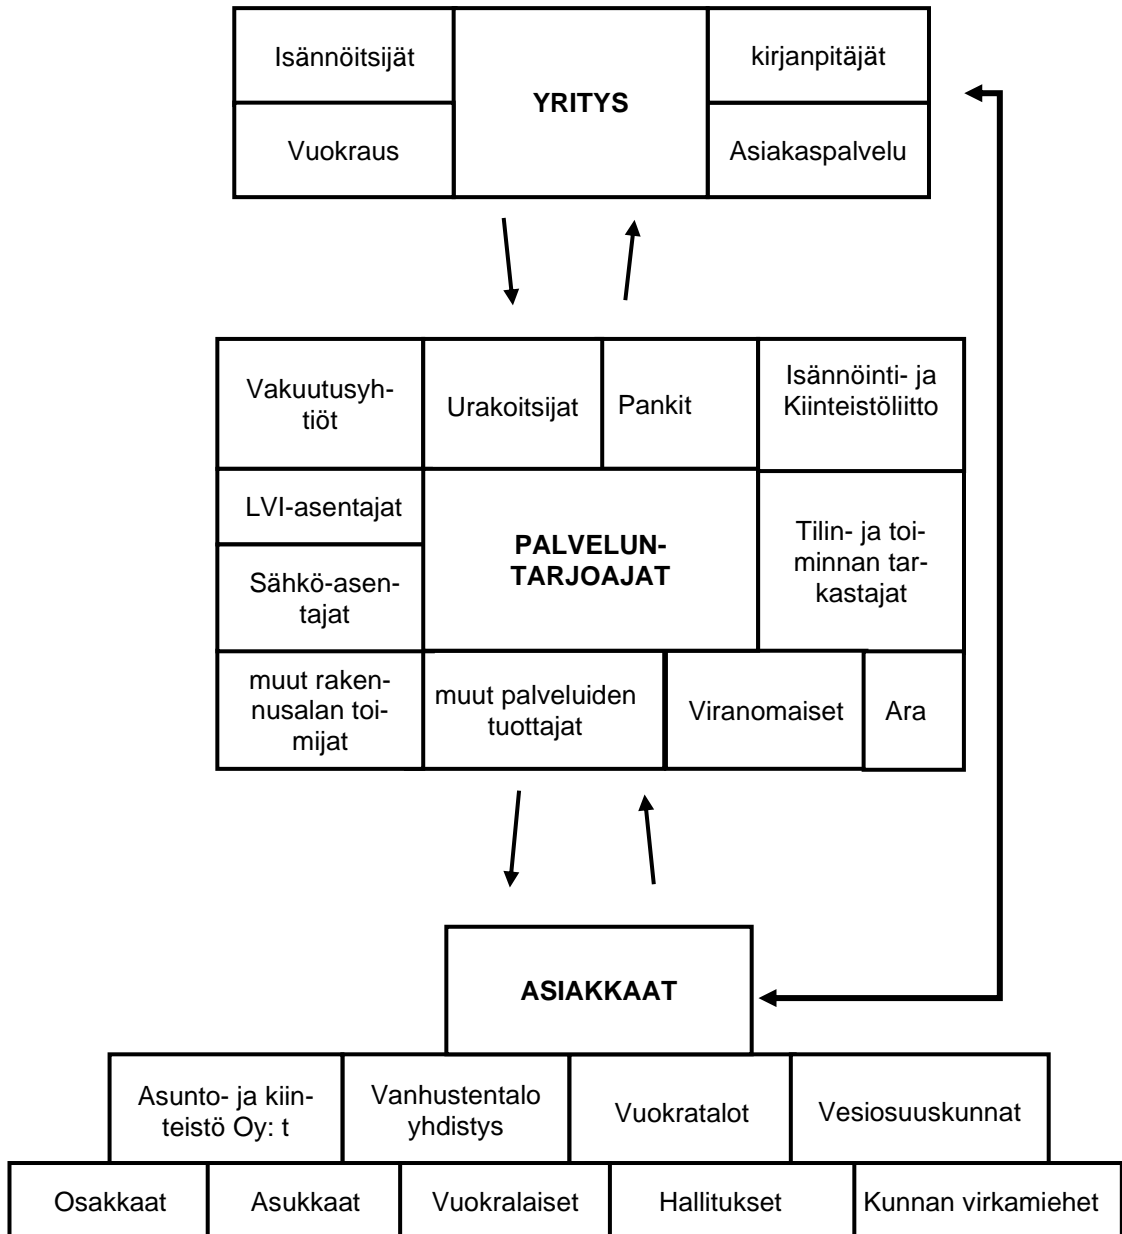 Isännöitsijät
YRITYS
kirjanpitäjät
Vuokraus
Asiakaspalvelu
Vakuutusyh-
tiöt
Urakoitsijat
Pankit
Isännöinti- ja
Kiinteistöliitto
LVI-asentajat
PALVELUN-
TARJOAJAT
Tilin- ja toi-
minnan tar-
kastajat
Sähkö-asen-
tajat
muut raken-
nusalan toi-
mijat
muut palveluiden
tuottajat
Viranomaiset
Ara
ASIAKKAAT
Asunto- ja kiin-
teistö Oy: t
Vanhustentalo
yhdistys
Vuokratalot
Vesiosuuskunnat
Osakkaat
Asukkaat
Vuokralaiset
Hallitukset
Kunnan virkamiehet